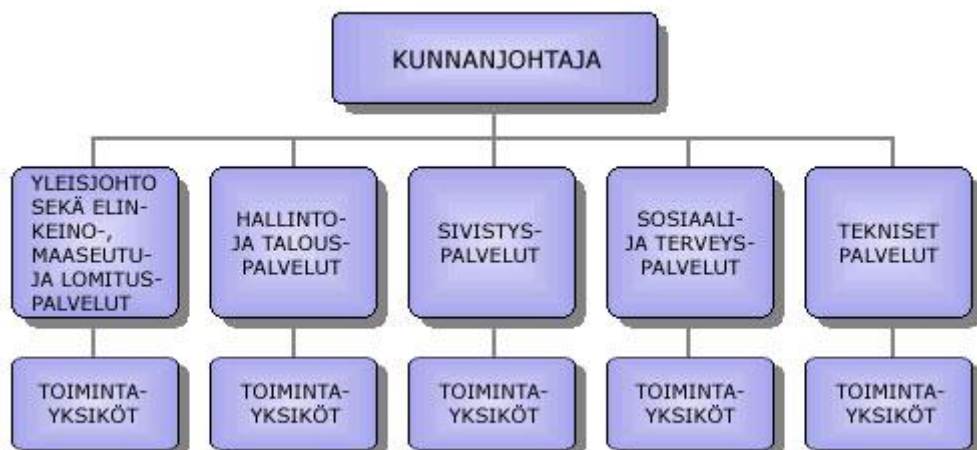 KUNNANJOHTAJA
YLEISJOHTO
SEKÄ ELIN-
KEINO-,
MAASEUTU-
JA LOMITUS-
PALVELUT
HALLINTO-
JA TALOUS-
PALVELUT
SIVISTYS-
PALVELUT
SOSIAALI-
JA TERVEYS-
PALVELUT
TEKNISET
PALVELUT
TOIMINTA-
YKSIKÖT
TOIMINTA-
YKSIKÖT
TOIMINTA-
YKSIKÖT
TOIMINTA-
YKSIKÖT
TOIMINTA-
YKSIKÖT